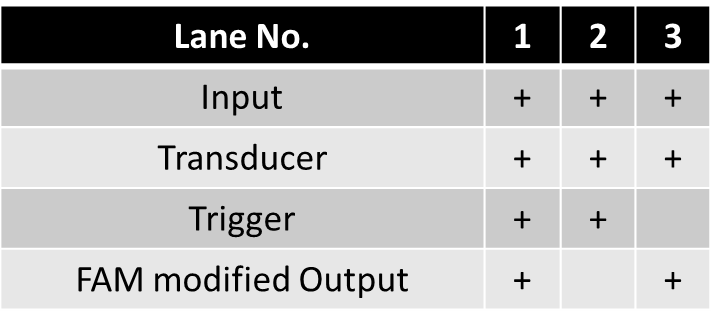 Lane No. 1 2 3
Input + + +
Transducer + + +
Trigger + +
FAM modified Output + +